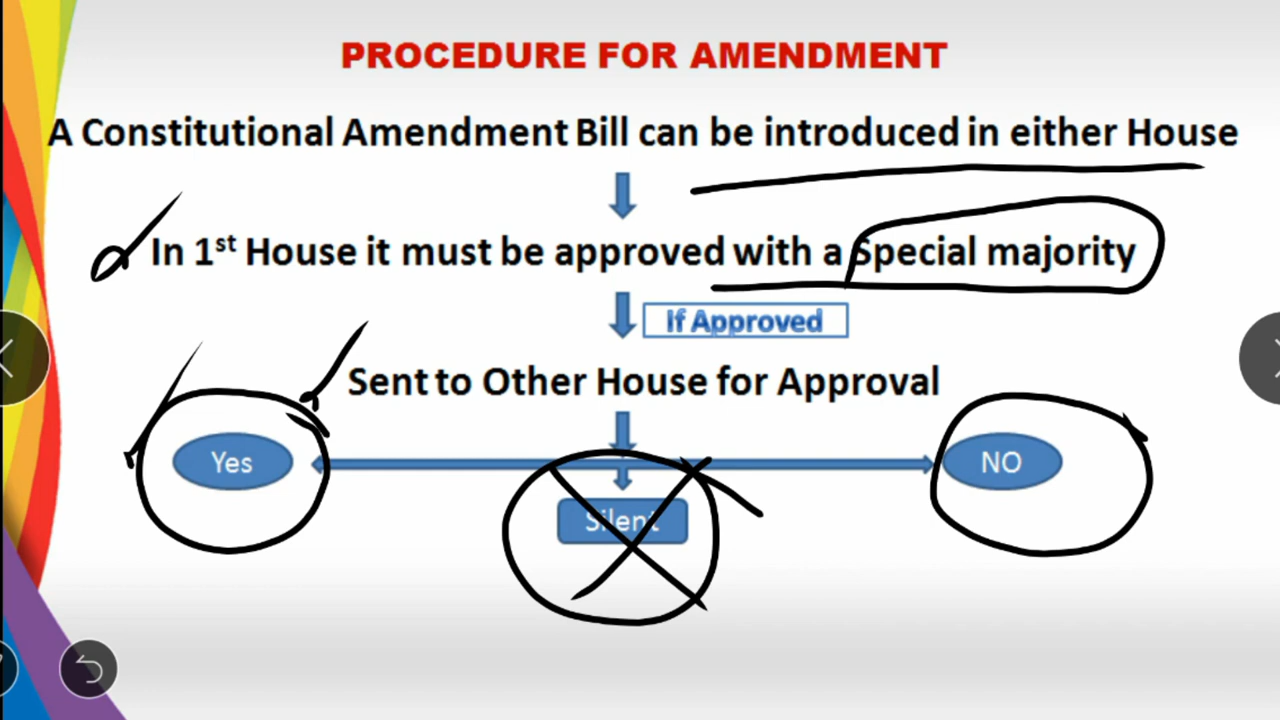 PROCEDURE FOR AMENDMENT
A Constitutional Amendment Bill can be introduced in either House
In 1st House it must be approved with a Special majority
If Approved
Sent to Other House for Approval
Yes
NO
Silent